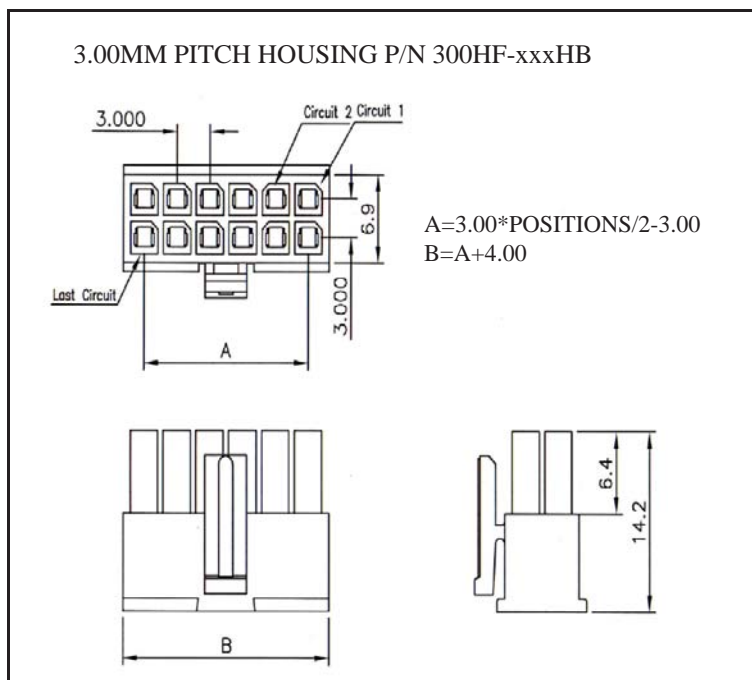 3.00MM PITCH HOUSING P/N 300HF-xxxHB
3.000
Circuit 2 Circuit 1
6.9
A=3.00*POSITIONS/2-3.00
B=A+4.00
Last Circuit
3.000
A
6.4
14.2
B